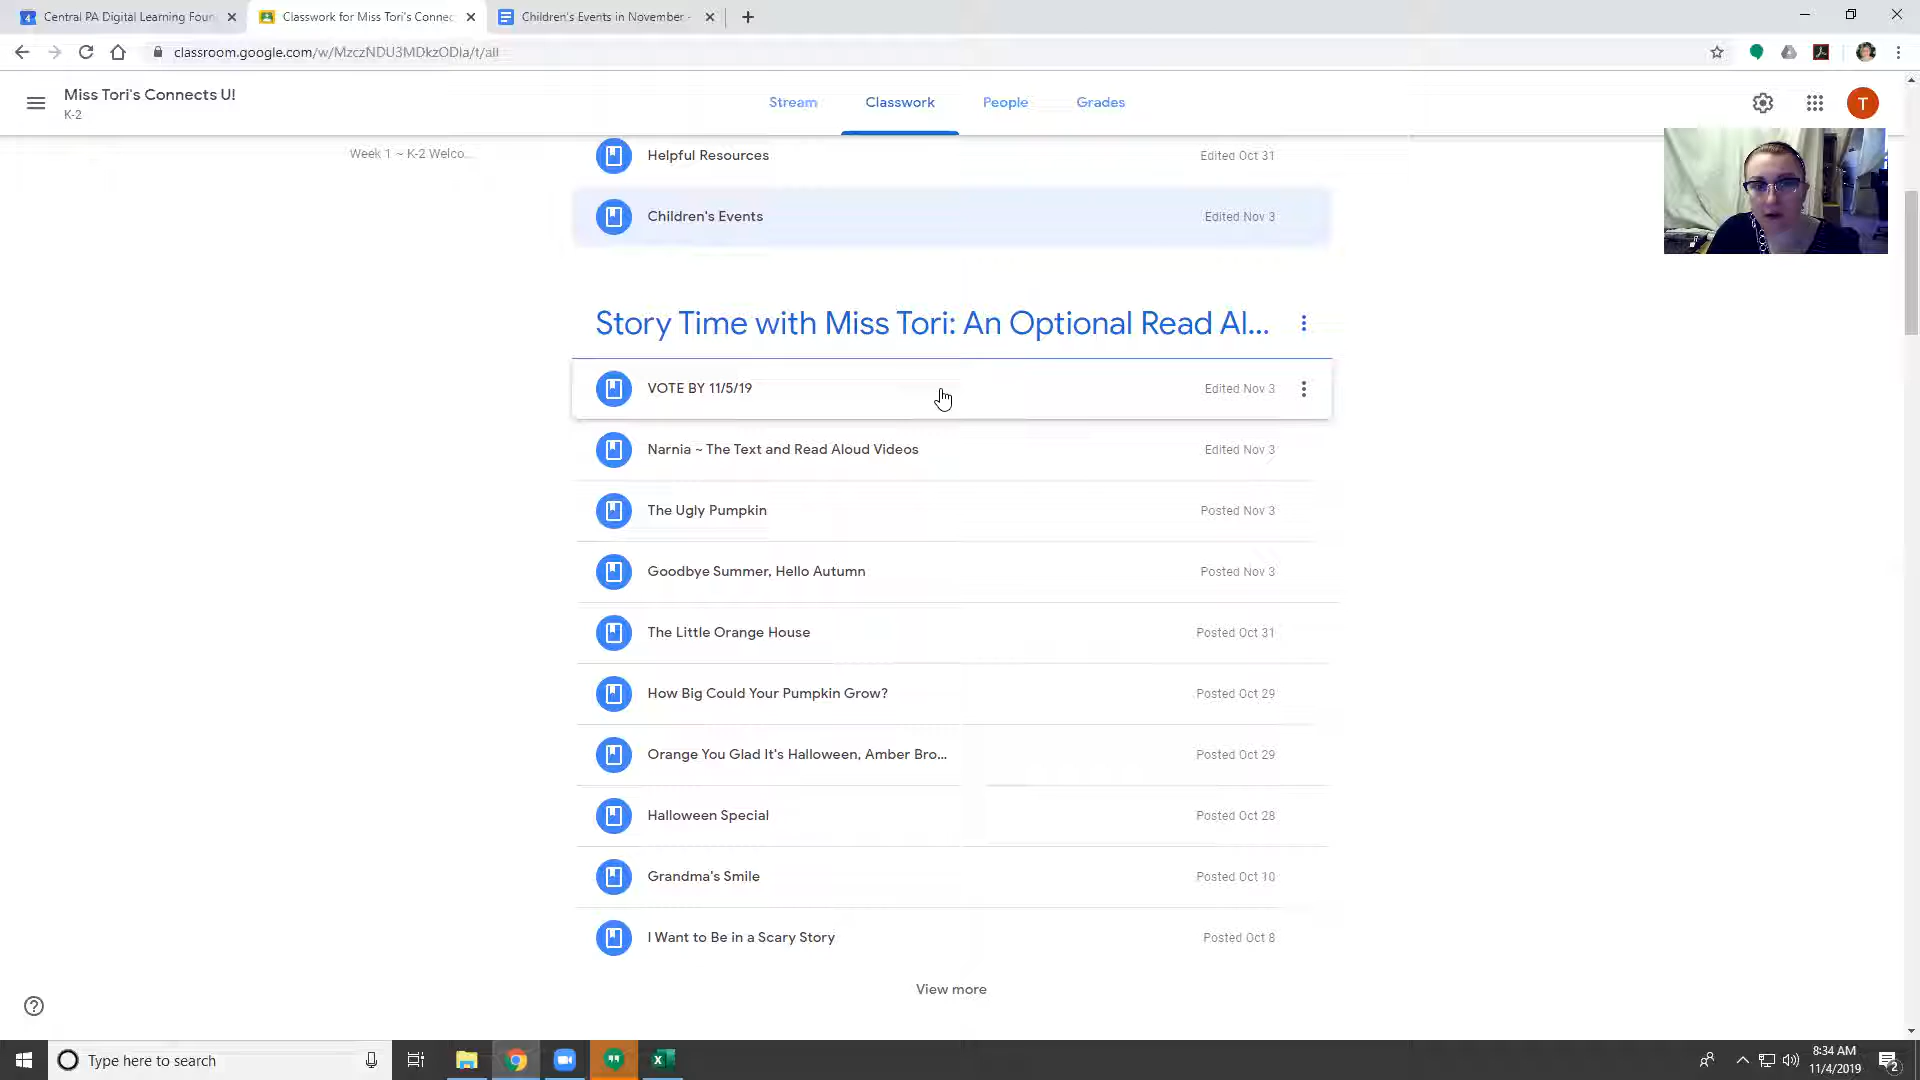 Central PA Digital Learning Foun
Classwork for Miss Tori's Connec
Children's Events in November -
classroom.google.com/w/MzczNDU3MDkzODIa/t/all
Miss Tori's Connects U!
K-2
Stream
Classwork
People
Grades
T
Week 1 ~ K-2 Welco...
Helpful Resources
Edited Oct 31
Children's Events
Edited Nov 3
Story Time with Miss Tori: An Optional Read Al...
VOTE BY 11/5/19
Edited Nov 3
Narnia ~ The Text and Read Aloud Videos
Edited Nov 3
The Ugly Pumpkin
Posted Nov 3
Goodbye Summer, Hello Autumn
Posted Nov 3
The Little Orange House
Posted Oct 31
How Big Could Your Pumpkin Grow?
Posted Oct 29
Orange You Glad It's Halloween, Amber Bro...
Posted Oct 29
Halloween Special
Posted Oct 28
Grandma's Smile
Posted Oct 10
I Want to Be in a Scary Story
Posted Oct 8
View more
Type here to search
8:34 AM
11/4/2019
2